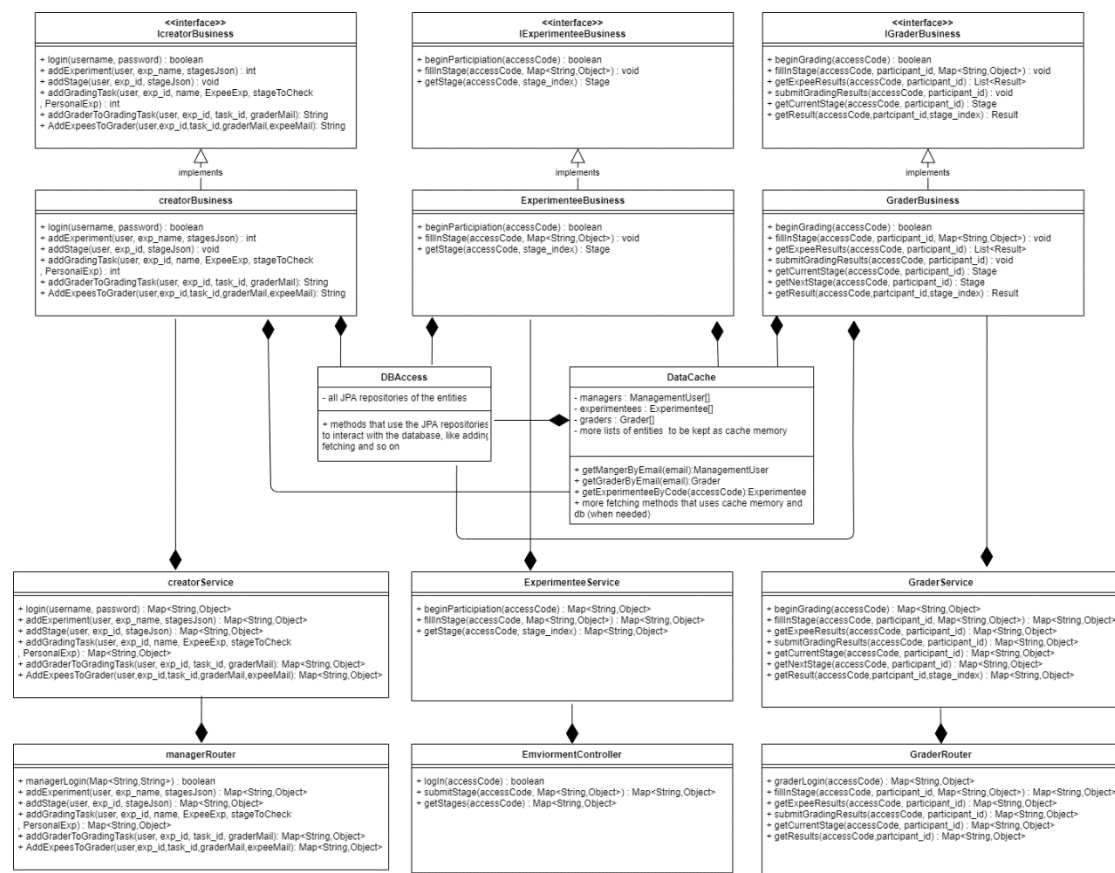 <<interface>>
IcreatorBusiness
+ login(username, password) : boolean
+ addExperiment(user, exp_name, stagesJson) : int
+ addStage(user, exp_id, stageJson) : void
+ addGradingTask(user, exp_id, name, ExpeeExp, stageToCheck
, PersonalExp) : int
+ addGraderToGradingTask(user, exp_id, task_id, graderMail) : String
+ AddExpeesToGrader(user,exp_id,task_id,graderMail,expeeMail): String
<<interface>>
IExperimenteeBusiness
+ beginParticipiation(accessCode) : boolean
+ fillInStage(accessCode, Map<String,Object>) : void
+ getStage(accessCode, stage_index) : Stage
<<interface>>
IGraderBusiness
+ beginGrading(accessCode) : boolean
+ fillInStage(accessCode, participant_id, Map<String,Object>) : void
+ getExpeeResults(accessCode, participant_id) : List<Result>
+ submitGradingResults(accessCode, participant_id) : void
+ getCurrentStage(accessCode, participant_id) : Stage
+ getResult(accessCode,partcipant_id,stage_index) : Result
implements
implements
implements
creatorBusiness
+ login(username, password) : boolean
+ addExperiment(user, exp_name, stagesJson) : int
+ addStage(user, exp_id, stageJson) : void
+ addGradingTask(user, exp_id, name, ExpeeExp, stageToCheck
, PersonalExp) : int
+ addGraderToGradingTask(user, exp_id, task_id, graderMail) : String
+ AddExpeesToGrader(user,exp_id,task_id,graderMail,expeeMail): String
ExperimenteeBusiness
+ beginParticipiation(accessCode) : boolean
+ fillInStage(accessCode, Map<String,Object>) : void
+ getStage(accessCode, stage_index) : Stage
GraderBusiness
+ beginGrading(accessCode) : boolean
+ fillInStage(accessCode, participant_id, Map<String,Object>) : void
+ getExpeeResults(accessCode, participant_id) : List<Result>
+ submitGradingResults(accessCode, participant_id) : void
+ getCurrentStage(accessCode, participant_id) : Stage
+ getNextStage(accessCode, participant_id) : Stage
+ getResult(accessCode,partcipant_id,stage_index) : Result
DBAccess
- all JPA repositories of the entities
+ methods that use the JPA repositories
to interact with the database, like adding
fetching and so on
DataCache
- managers : ManagementUser[]
- experimentees : Experimentee[]
- graders : Grader[]
- more lists of entities to be kept as cache memory
+ getMangerByEmail(email):ManagementUser
+ getGraderByEmail(email):Grader
+ getExperimenteeByCode(accessCode):Experimentee
+ more fetching methods that uses cache memory and
db (when needed)
creatorService
+ login(username, password) : Map<String,Object>
+ addExperiment(user, exp_name, stagesJson) : Map<String,Object>
+ addStage(user, exp_id, stageJson) : Map<String,Object>
+ addGradingTask(user, exp_id, name, ExpeeExp, stageToCheck
, PersonalExp) : Map<String,Object>
+ addGraderToGradingTask(user, exp_id, task_id, graderMail): Map<String,Object>
+ AddExpeesToGrader(user,exp_id,task_id,graderMail,expeeMail): Map<String,Object>
ExperimenteeService
+ beginParticipiation(accessCode) : Map<String,Object>
+ fillInStage(accessCode, Map<String,Object>) : Map<String,Object>
+ getStage(accessCode, stage_index) : Map<String,Object>
GraderService
+ beginGrading(accessCode) : Map<String,Object>
+ fillInStage(accessCode, participant_id, Map<String,Object>) : Map<String,Object>
+ getExpeeResults(accessCode, participant_id) : Map<String,Object>
+ submitGradingResults(accessCode, participant_id) : Map<String,Object>
+ getCurrentStage(accessCode, participant_id) : Map<String,Object>
+ getNextStage(accessCode, participant_id) : Map<String,Object>
+ getResult(accessCode,partcipant_id,stage_index) : Map<String,Object>
managerRouter
+ managerLogin(Map<String,String>) : boolean
+ addExperiment(user, exp_name, stagesJson) : Map<String,Object>
+ addStage(user, exp_id, stageJson) : Map<String,Object>
+ addGradingTask(user, exp_id, name, ExpeeExp, stageToCheck
, PersonalExp) : Map<String,Object>
+ addGraderToGradingTask(user, exp_id, task_id, graderMail): Map<String,Object>
+ AddExpeesToGrader(user,exp_id,task_id,graderMail,expeeMail): Map<String,Object>
EmviormentController
+ logIn(accessCode) : boolean
+ submitStage(accessCode, Map<String,Object>) : Map<String,Object>
+ getStages(accessCode) : Map<String,Object>
GraderRouter
+ graderLogin(accessCode) : Map<String,Object>
+ fillInStage(accessCode, participant_id, Map<String,Object>) : Map<String,Object>
+ getExpeeResults(accessCode, participant_id) : Map<String,Object>
+ submitGradingResults(accessCode, participant_id) : Map<String,Object>
+ getCurrentStage(accessCode, participant_id) : Map<String,Object>
+ getResults(accessCode,participant_id) : Map<String,Object>